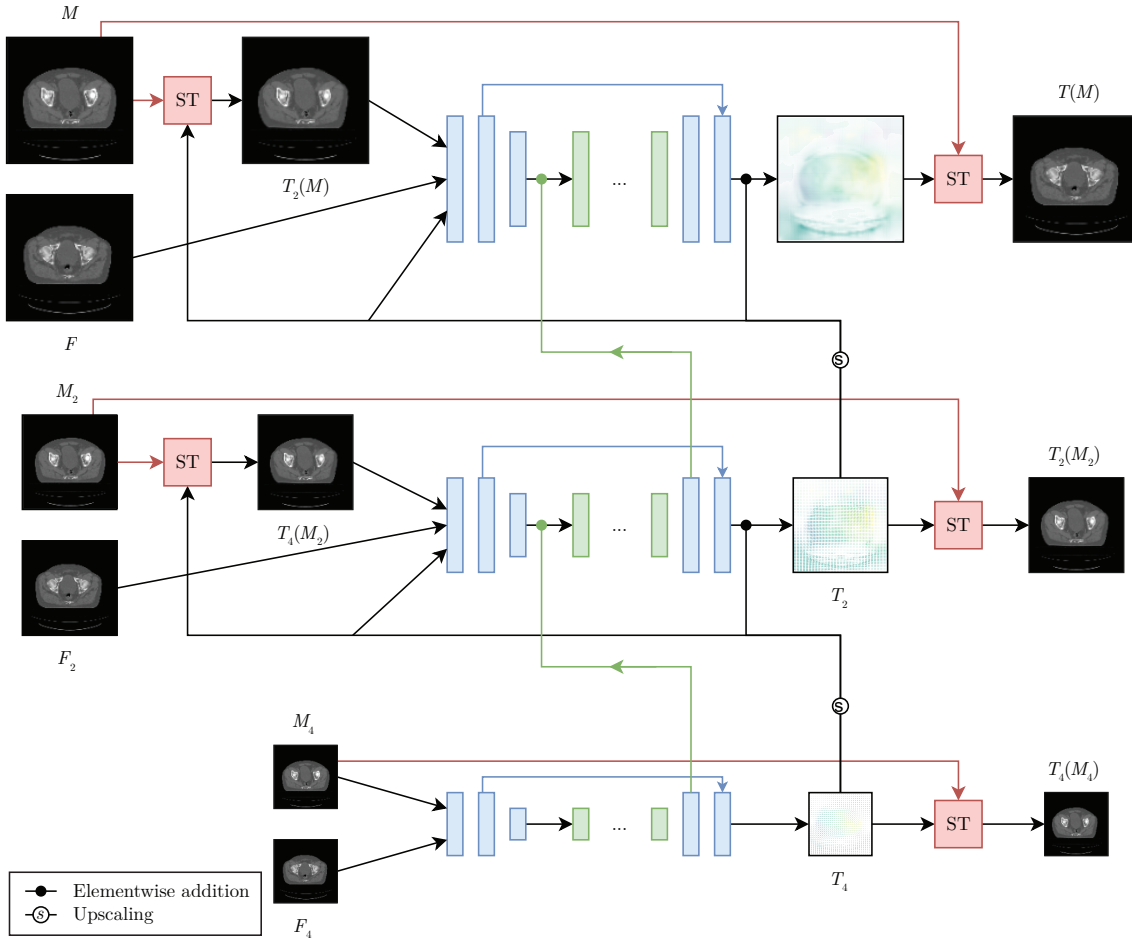 M
T(M)
ST
ST
T₂(M)
...
F
S
M₂
T₂(M₂)
ST
ST
T₄(M₂)
...
T₂
F₂
S
M₄
T₄(M₄)
ST
...
T₄
F₄
Elementwise addition
S Upscaling